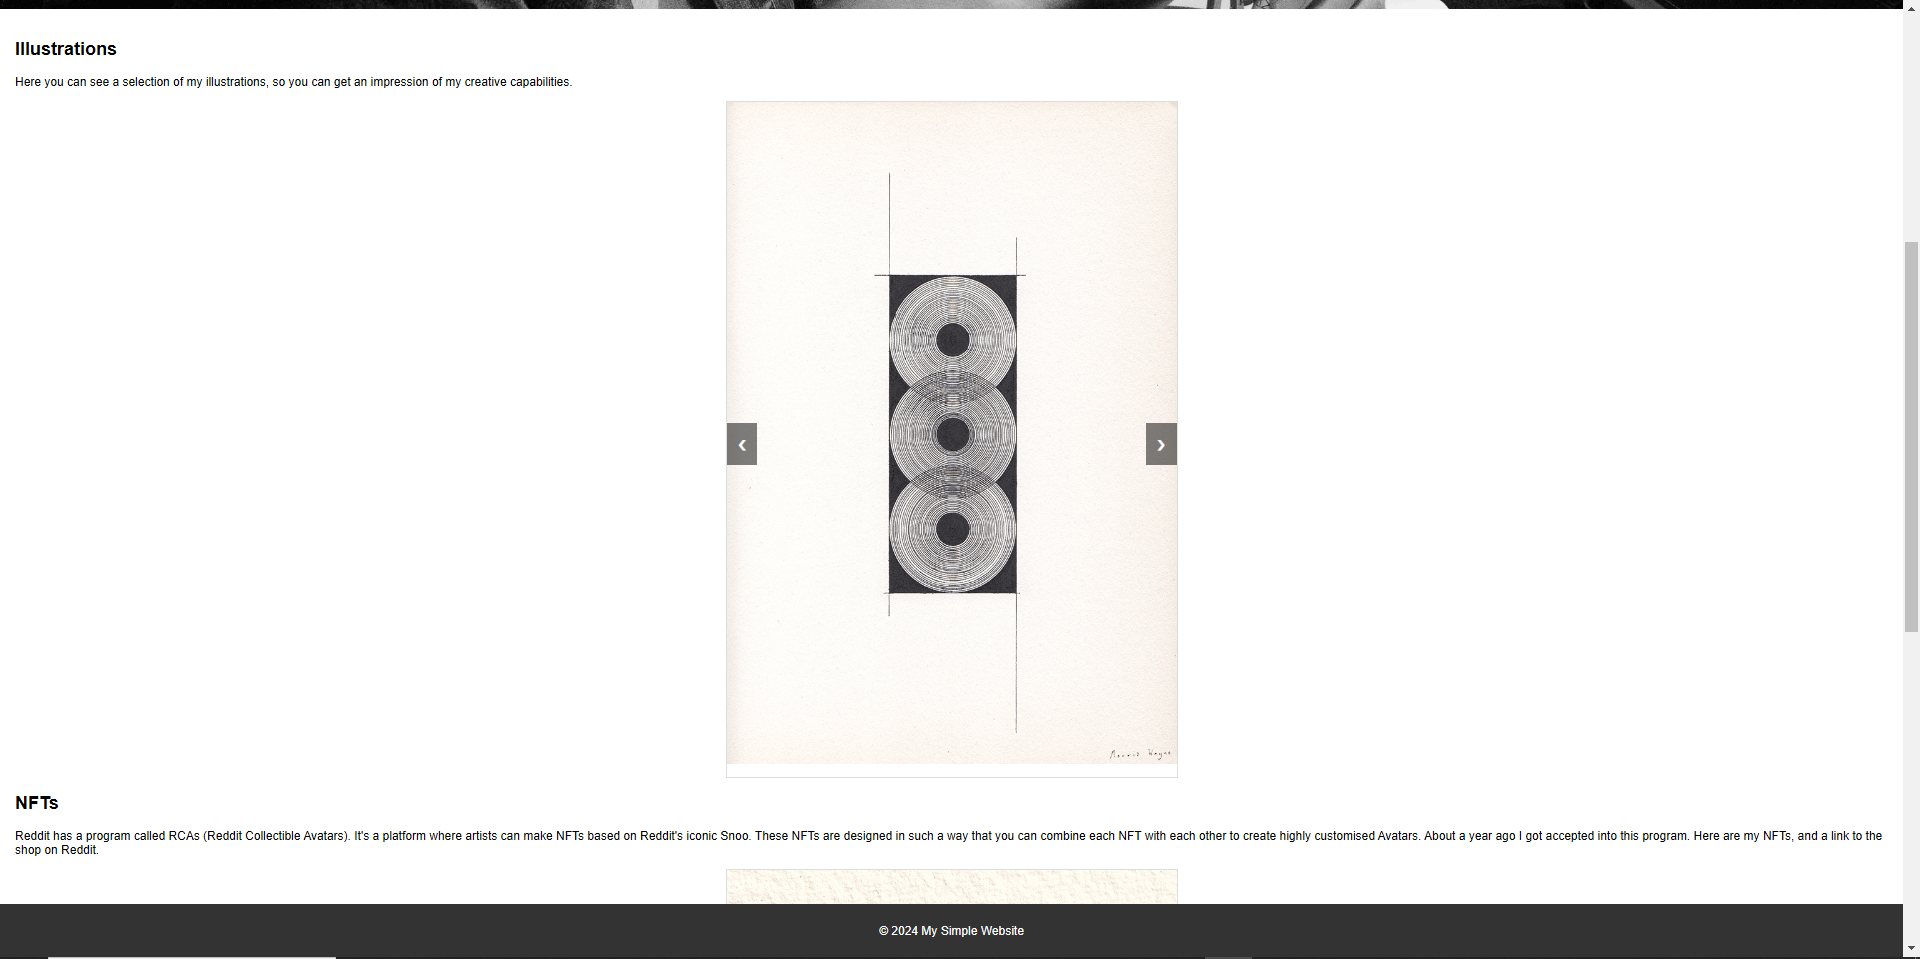 Illustrations
Here you can see a selection of my illustrations, so you can get an impression of my creative capabilities.
‹ ›
NFTs
Reddit has a program called RCAs (Reddit Collectible Avatars). It's a platform where artists can make NFTs based on Reddit's iconic Snoo. These NFTs are designed in such a way that you can combine each NFT with each other to create highly customised Avatars. About a year ago I got accepted into this program. Here are my NFTs, and a link to the
shop on Reddit.
© 2024 My Simple Website